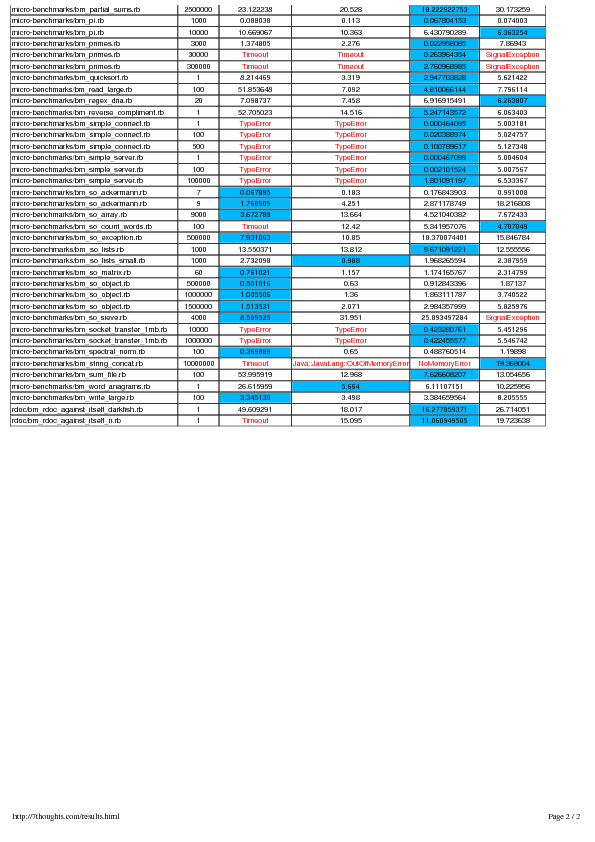 micro-benchmarks/bm_partial_sums.rb 2500000 23.122238 20.528 18.222922753 30.173259
micro-benchmarks/bm_pi.rb 1000 0.088038 0.113 0.067804153 0.074003
micro-benchmarks/bm_pi.rb 10000 10.669067 10.363 6.430790289 6.363254
micro-benchmarks/bm_primes.rb 3000 1.374805 2.276 0.022958085 7.86943
micro-benchmarks/bm_primes.rb 30000 Timeout Timeout 0.263964354 SignalException
micro-benchmarks/bm_primes.rb 300000 Timeout Timeout 2.760968985 SignalException
micro-benchmarks/bm_quicksort.rb 1 8.214469 3.319 2.947703828 5.621422
micro-benchmarks/bm_read_large.rb 100 51.853648 7.092 4.810066144 7.796114
micro-benchmarks/bm_regex_dna.rb 20 7.098737 7.458 6.916915491 6.263807
micro-benchmarks/bm_reverse_compliment.rb 1 52.705023 14.516 5.247143572 6.063403
micro-benchmarks/bm_simple_connect.rb 1 TypeError TypeError 0.000464095 5.003181
micro-benchmarks/bm_simple_connect.rb 100 TypeError TypeError 0.020388974 5.024757
micro-benchmarks/bm_simple_connect.rb 500 TypeError TypeError 0.100789617 5.127348
micro-benchmarks/bm_simple_server.rb 1 TypeError TypeError 0.000467099 5.004604
micro-benchmarks/bm_simple_server.rb 100 TypeError TypeError 0.002101524 5.007567
micro-benchmarks/bm_simple_server.rb 10000 TypeError TypeError 1.801091197 6.533367
micro-benchmarks/bm_so_ackermann.rb 7 0.067895 0.183 0.176843903 0.991008
micro-benchmarks/bm_so_ackermann.rb 9 1.768909 4.251 2.871178749 18.216808
micro-benchmarks/bm_so_array.rb 9000 3.672788 13.664 4.521040382 7.672433
micro-benchmarks/bm_so_count_words.rb 100 Timeout 12.42 5.341957076 4.707049
micro-benchmarks/bm_so_exception.rb 500000 7.931063 10.85 18.370074401 15.846784
micro-benchmarks/bm_so_lists.rb 1000 13.550371 13.812 9.671091221 12.555556
micro-benchmarks/bm_so_lists_small.rb 1000 2.732098 0.988 1.968265594 2.387959
micro-benchmarks/bm_so_matrix.rb 60 0.761021 1.157 1.174165767 2.314799
micro-benchmarks/bm_so_object.rb 500000 0.501016 0.63 0.912843396 1.87137
micro-benchmarks/bm_so_object.rb 1000000 1.005506 1.36 1.863111787 3.740522
micro-benchmarks/bm_so_object.rb 1500000 1.513531 2.071 2.984357999 5.825976
micro-benchmarks/bm_so_sieve.rb 4000 8.589525 31.951 25.893497284 SignalException
micro-benchmarks/bm_socket_transfer_1mb.rb 10000 TypeError TypeError 0.423280761 5.451296
micro-benchmarks/bm_socket_transfer_1mb.rb 1000000 TypeError TypeError 0.422455577 5.546742
micro-benchmarks/bm_spectral_norm.rb 100 0.369889 0.65 0.488760514 1.19898
micro-benchmarks/bm_string_concat.rb 10000000 Timeout Java::JavaLang::OutOfMemoryError NoMemoryError 19.369004
micro-benchmarks/bm_sum_file.rb 100 53.995919 12.968 7.626608207 13.054656
micro-benchmarks/bm_word_anagrams.rb 1 26.615959 5.664 6.11107151 10.225956
micro-benchmarks/bm_write_large.rb 100 3.345138 3.498 3.384659564 8.205555
rdoc/bm_rdoc_against_itself_darkfish.rb 1 49.609291 18.017 16.277059371 26.714051
rdoc/bm_rdoc_against_itself_ri.rb 1 Timeout 15.095 11.060949505 19.723638
http://7thoughts.com/results.html Page 2 / 2